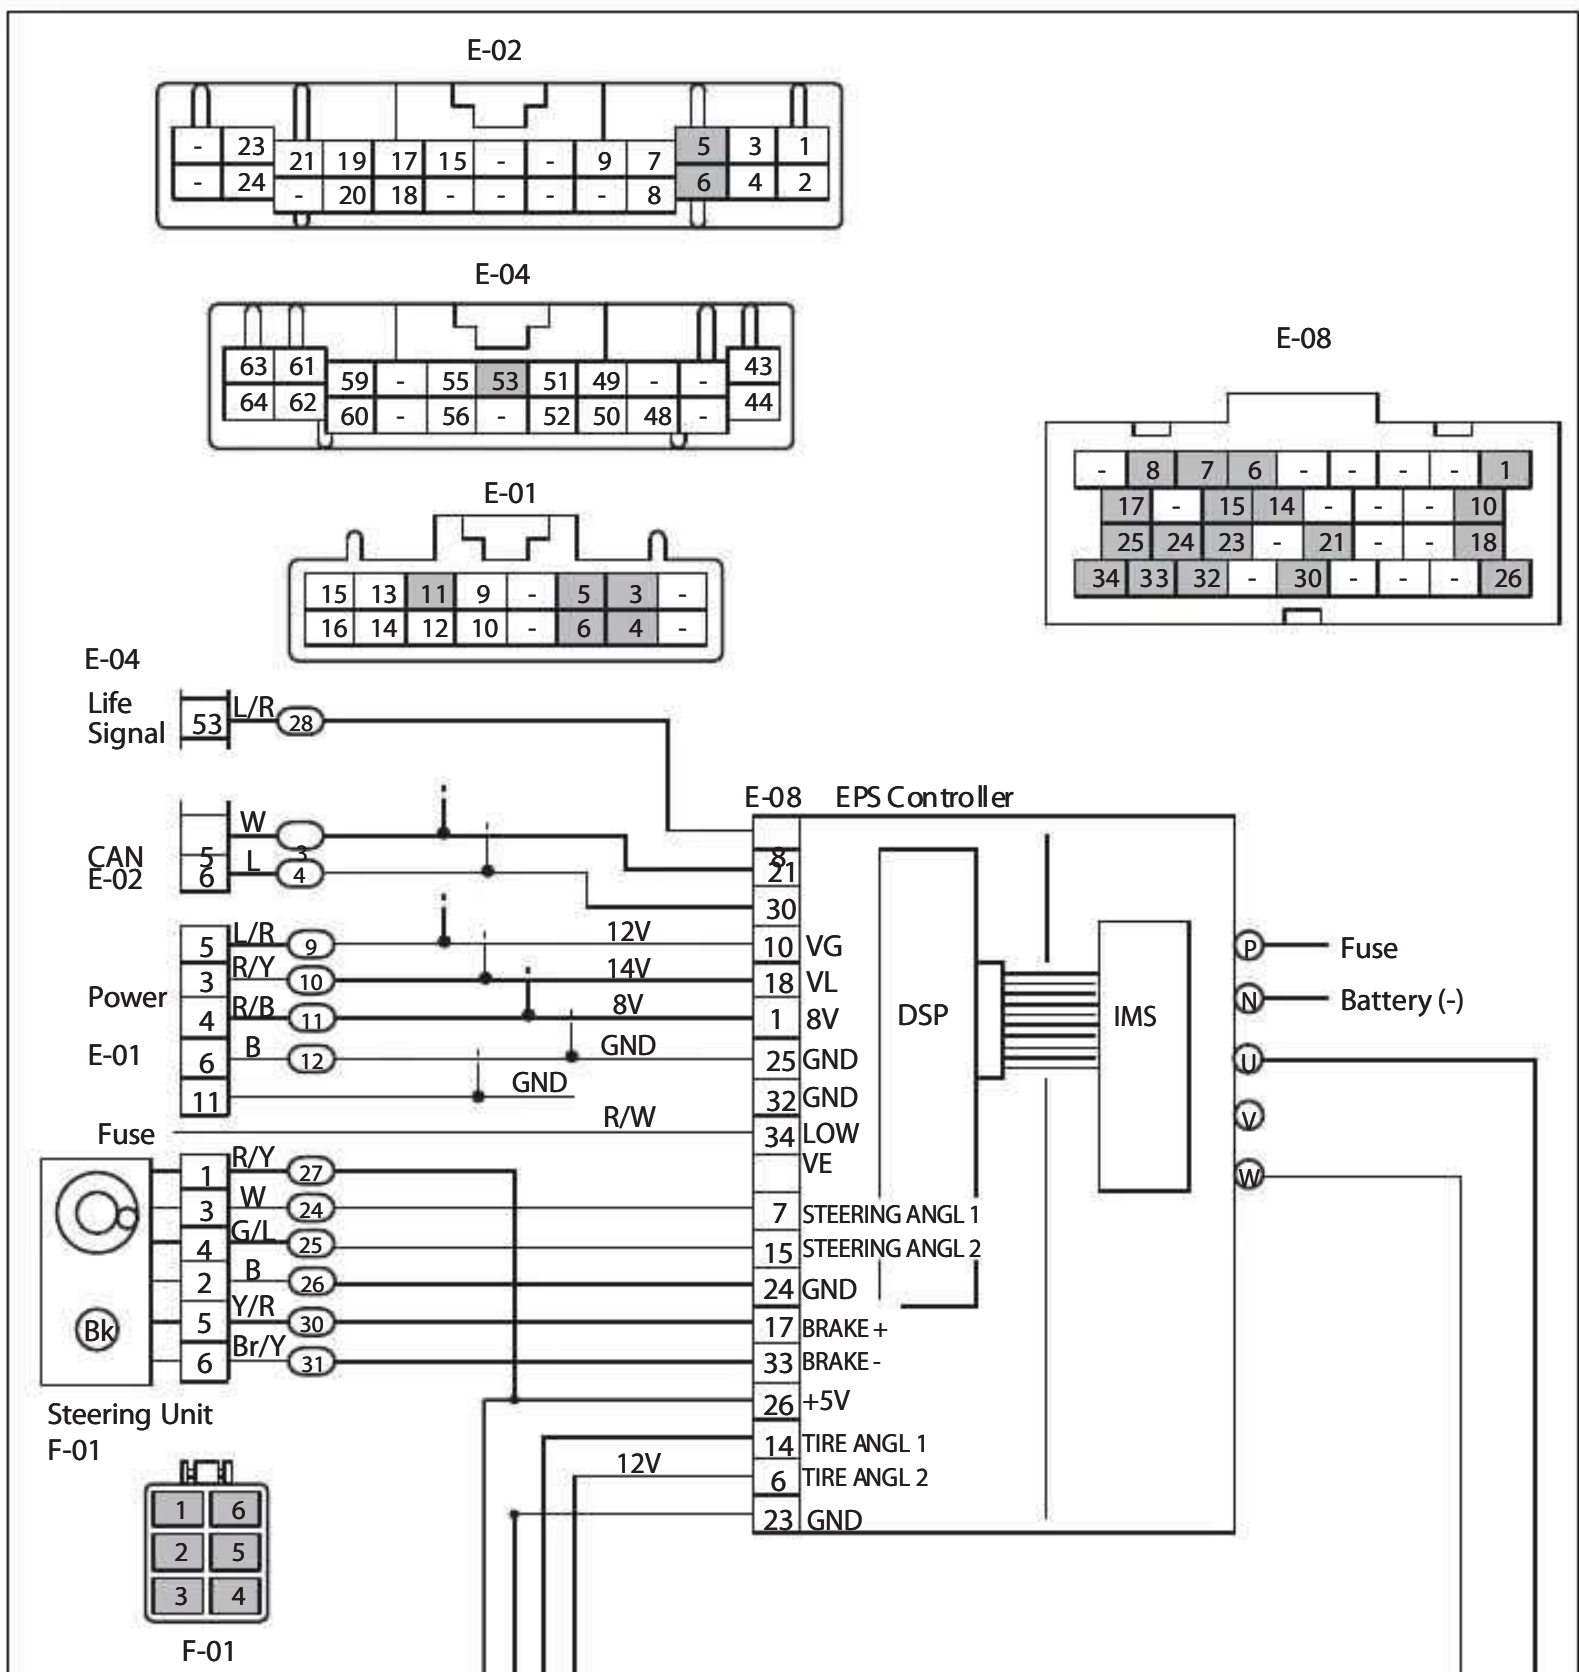 E-02
- 23 21 19 17 15 - - 9 7 5 3 1
- 24 - 20 18 - - - - 8 6 4 2
E-04
63 61 59 - 55 53 51 49 - - 43
64 62 60 - 56 - 52 50 48 - 44
E-01
15 13 11 9 - 5 3 -
16 14 12 10 - 6 4 -
E-08
- 8 7 6 - - - - 1
17 - 15 14 - - - 10
25 24 23 - 21 - - 18
34 33 32 - 30 - - - 26
E-04
Life
Signal
53 L/R 28
E-08 EPS Controller
CAN
E-02
5 W 3
6 L 4
8
21
30
Power
E-01
5 L/R 9 12V 10 VG
3 R/Y 10 14V 18 VL
4 R/B 11 8V 1 8V
6 B 12 GND 25 GND
11 GND 32 GND
Fuse R/W 34 LOW
VE
1 R/Y 27
3 W 24 7 STEERING ANGL 1
4 G/L 25 15 STEERING ANGL 2
2 B 26 24 GND
5 Y/R 30 17 BRAKE +
6 Br/Y 31 33 BRAKE -
Bk
26 +5V
14 TIRE ANGL 1
12V 6 TIRE ANGL 2
23 GND
DSP
IMS
P Fuse
N Battery (-)
U
V
W
Steering Unit
F-01
1 6
2 5
3 4
F-01